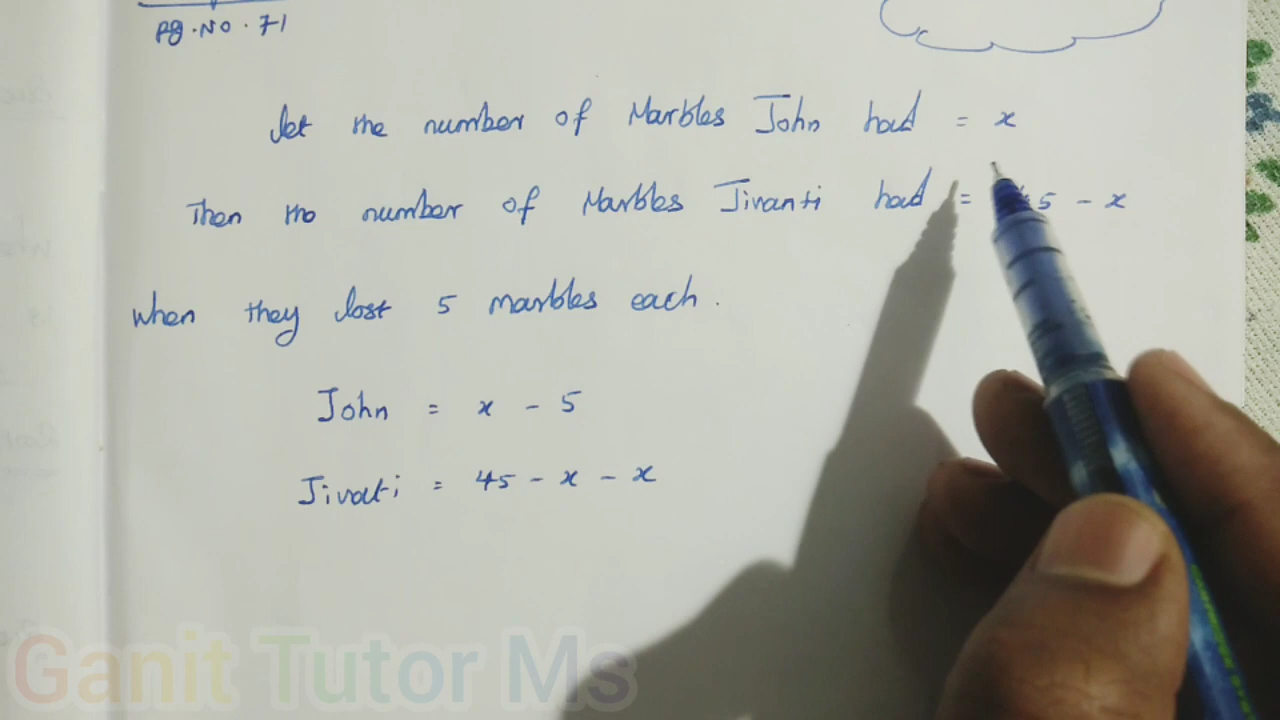 Pg. No. 71
Let the number of Marbles John had = x
Then the number of Marbles Jivanti had = 45 - x
When they lost 5 marbles each.
John = x - 5
Jivati = 45 - x - x
Ganit Tutor Ms